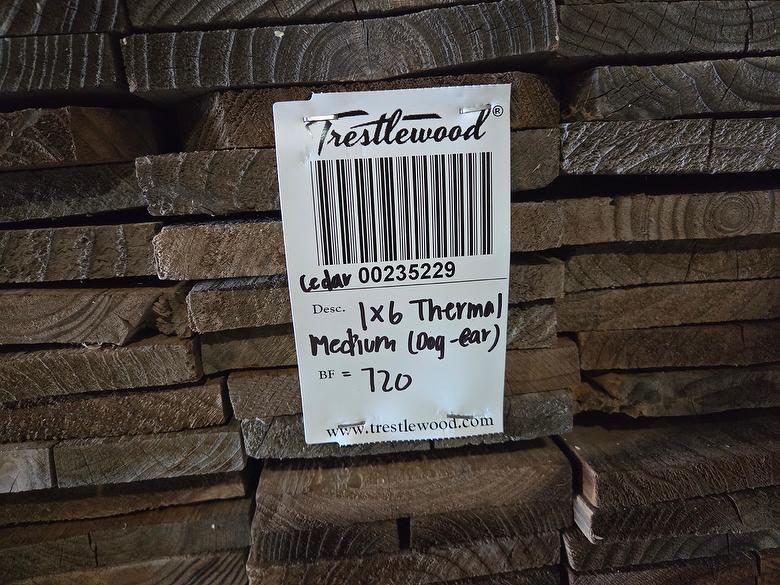 Trestlewood®
Cedar 00235229
Desc. 1x6 Thermal
Medium (Dog-ear)
BF = 720
www.trestlewood.com